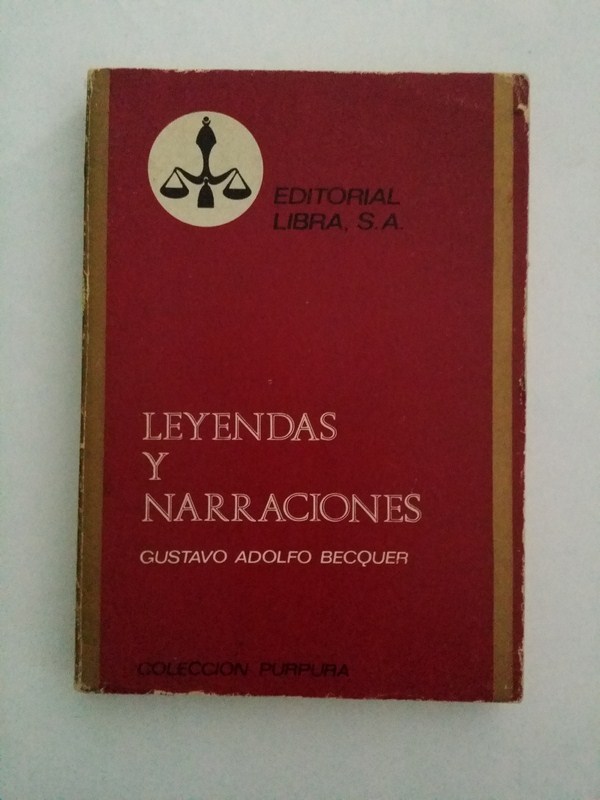 EDITORIAL
LIBRA, S.A.
LEYENDAS
Y
NARRACIONES
GUSTAVO ADOLFO BECQUER
COLECCION PURPURA